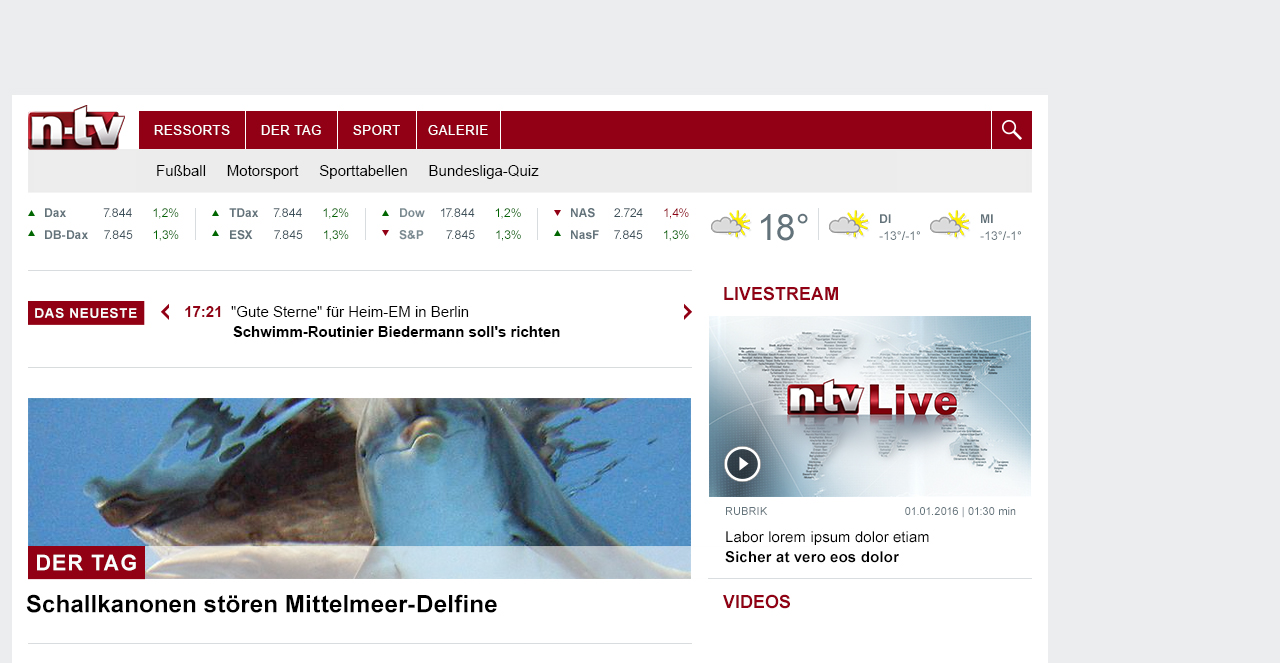 n-tv
RESSORTS DER TAG SPORT GALERIE
Fußball Motorsport Sporttabellen Bundesliga-Quiz
Dax 7.844 1,2% TDax 7.844 1,2% Dow 17.844 1,2% NAS 2.724 1,4%
DB-Dax 7.845 1,3% ESX 7.845 1,3% S&P 7.845 1,3% NasF 7.845 1,3%
18° DI MI
-13°/-1° -13°/-1°
DAS NEUESTE 17:21 "Gute Sterne" für Heim-EM in Berlin
Schwimm-Routinier Biedermann soll's richten
DER TAG
Schallkanonen stören Mittelmeer-Delfine
LIVESTREAM
n-tv Live
RUBRIK 01.01.2016 | 01:30 min
Labor lorem ipsum dolor etiam
Sicher at vero eos dolor
VIDEOS